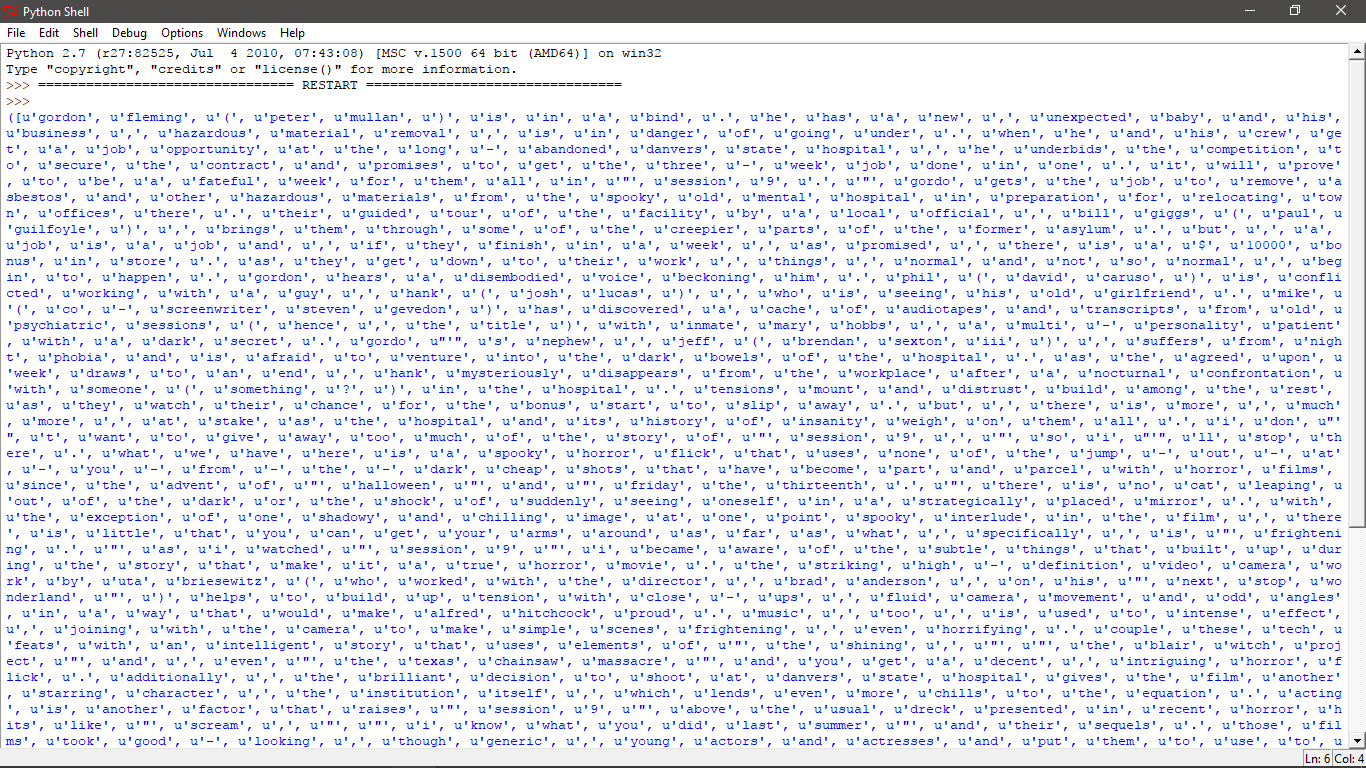 Python Shell
File Edit Shell Debug Options Windows Help
Python 2.7 (r27:82525, Jul  4 2010, 07:43:08) [MSC v.1500 64 bit (AMD64)] on win32
Type "copyright", "credits" or "license()" for more information.
>>> ================================ RESTART ================================
>>>
([u'gordon', u'fleming', u'(', u'peter', u'mullan', u')', u'is', u'in', u'a', u'bind', u'.', u'he', u'has', u'a', u'new', u',', u'unexpected', u'baby', u'and', u'his',
u'business', u',', u'hazardous', u'material', u'removal', u',', u'is', u'in', u'danger', u'of', u'going', u'under', u'.', u'when', u'he', u'and', u'his', u'crew', u'ge
t', u'a', u'job', u'opportunity', u'at', u'the', u'long', u'-', u'abandoned', u'danvers', u'state', u'hospital', u',', u'he', u'underbids', u'the', u'competition', u't
o', u'secure', u'the', u'contract', u'and', u'promises', u'to', u'get', u'the', u'three', u'-', u'week', u'job', u'done', u'in', u'one', u'.', u'it', u'will', u'prove'
, u'to', u'be', u'a', u'fateful', u'week', u'for', u'them', u'all', u'in', u'"', u'session', u'9', u'.', u'"', u'gordo', u'gets', u'the', u'job', u'to', u'remove', u'a
sbestos', u'and', u'other', u'hazardous', u'materials', u'from', u'the', u'spooky', u'old', u'mental', u'hospital', u'in', u'preparation', u'for', u'relocating', u'tow
n', u'offices', u'there', u'.', u'their', u'guided', u'tour', u'of', u'the', u'facility', u'by', u'a', u'local', u'official', u',', u'bill', u'giggs', u'(', u'paul', u
'guilfoyle', u')', u',', u'brings', u'them', u'through', u'some', u'of', u'the', u'creepier', u'parts', u'of', u'the', u'former', u'asylum', u'.', u'but', u',', u'a',
u'job', u'is', u'a', u'job', u'and', u',', u'if', u'they', u'finish', u'in', u'a', u'week', u',', u'as', u'promised', u',', u'there', u'is', u'a', u'$', u'10000', u'bo
nus', u'in', u'store', u'.', u'as', u'they', u'get', u'down', u'to', u'their', u'work', u',', u'things', u',', u'normal', u'and', u'not', u'so', u'normal', u',', u'beg
in', u'to', u'happen', u'.', u'gordon', u'hears', u'a', u'disembodied', u'voice', u'beckoning', u'him', u'.', u'phil', u'(', u'david', u'caruso', u')', u'is', u'confli
cted', u'working', u'with', u'a', u'guy', u',', u'hank', u'(', u'josh', u'lucas', u')', u',', u'who', u'is', u'seeing', u'his', u'old', u'girlfriend', u'.', u'mike', u
'(', u'co', u'-', u'screenwriter', u'steven', u'gevedon', u')', u'has', u'discovered', u'a', u'cache', u'of', u'audiotapes', u'and', u'transcripts', u'from', u'old', u
'psychiatric', u'sessions', u'(', u'hence', u',', u'the', u'title', u')', u'with', u'inmate', u'mary', u'hobbs', u',', u'a', u'multi', u'-', u'personality', u'patient'
, u'with', u'a', u'dark', u'secret', u'.', u'gordo', u"'", u's', u'nephew', u',', u'jeff', u'(', u'brendan', u'sexton', u'iii', u')', u',', u'suffers', u'from', u'nigh
t', u'phobia', u'and', u'is', u'afraid', u'to', u'venture', u'into', u'the', u'dark', u'bowels', u'of', u'the', u'hospital', u'.', u'as', u'the', u'agreed', u'upon', u
'week', u'draws', u'to', u'an', u'end', u',', u'hank', u'mysteriously', u'disappears', u'from', u'the', u'workplace', u'after', u'a', u'nocturnal', u'confrontation', u
'with', u'someone', u'(', u'something', u'?', u')', u'in', u'the', u'hospital', u'.', u'tensions', u'mount', u'and', u'distrust', u'build', u'among', u'the', u'rest',
u'as', u'they', u'watch', u'their', u'chance', u'for', u'the', u'bonus', u'start', u'to', u'slip', u'away', u'.', u'but', u',', u'there', u'is', u'more', u',', u'much'
, u'more', u',', u'at', u'stake', u'as', u'the', u'hospital', u'and', u'its', u'history', u'of', u'insanity', u'weigh', u'on', u'them', u'all', u'.', u'i', u'don', u"'
", u't', u'want', u'to', u'give', u'away', u'too', u'much', u'of', u'the', u'story', u'of', u'"', u'session', u'9', u',', u'"', u'so', u'i', u"'", u'll', u'stop', u'th
ere', u'.', u'what', u'we', u'have', u'here', u'is', u'a', u'spooky', u'horror', u'flick', u'that', u'uses', u'none', u'of', u'the', u'jump', u'-', u'out', u'-', u'at'
, u'-', u'you', u'-', u'from', u'-', u'the', u'-', u'dark', u'cheap', u'shots', u'that', u'have', u'become', u'part', u'and', u'parcel', u'with', u'horror', u'films',
u'since', u'the', u'advent', u'of', u'"', u'halloween', u'"', u'and', u'"', u'friday', u'the', u'thirteenth', u'.', u'"', u'there', u'is', u'no', u'cat', u'leaping', u
'out', u'of', u'the', u'dark', u'or', u'the', u'shock', u'of', u'suddenly', u'seeing', u'oneself', u'in', u'a', u'strategically', u'placed', u'mirror', u'.', u'with',
u'the', u'exception', u'of', u'one', u'shadowy', u'and', u'chilling', u'image', u'at', u'one', u'point', u'spooky', u'interlude', u'in', u'the', u'film', u',', u'there
', u'is', u'little', u'that', u'you', u'can', u'get', u'your', u'arms', u'around', u'as', u'far', u'as', u'what', u',', u'specifically', u',', u'is', u'"', u'frighteni
ng', u'.', u'"', u'as', u'i', u'watched', u'"', u'session', u'9', u'"', u'i', u'became', u'aware', u'of', u'the', u'subtle', u'things', u'that', u'built', u'up', u'dur
ing', u'the', u'story', u'that', u'make', u'it', u'a', u'true', u'horror', u'movie', u'.', u'the', u'striking', u'high', u'-', u'definition', u'video', u'camera', u'wo
rk', u'by', u'uta', u'briesewitz', u'(', u'who', u'worked', u'with', u'the', u'director', u',', u'brad', u'anderson', u',', u'on', u'his', u'"', u'next', u'stop', u'wo
nderland', u'"', u')', u'helps', u'to', u'build', u'up', u'tension', u'with', u'close', u'-', u'ups', u',', u'fluid', u'camera', u'movement', u'and', u'odd', u'angles'
, u'in', u'a', u'way', u'that', u'would', u'make', u'alfred', u'hitchcock', u'proud', u'.', u'music', u',', u'too', u',', u'is', u'used', u'to', u'intense', u'effect',
u',', u'joining', u'with', u'the', u'camera', u'to', u'make', u'simple', u'scenes', u'frightening', u',', u'even', u'horrifying', u'.', u'couple', u'these', u'tech', u
'feats', u'with', u'an', u'intelligent', u'story', u'that', u'uses', u'elements', u'of', u'"', u'the', u'shining', u',', u'"', u'"', u'the', u'blair', u'witch', u'proj
ect', u'"', u'and', u',', u'even', u'"', u'the', u'texas', u'chainsaw', u'massacre', u'"', u'and', u'you', u'get', u'a', u'decent', u',', u'intriguing', u'horror', u'f
lick', u'.', u'additionally', u',', u'the', u'brilliant', u'decision', u'to', u'shoot', u'at', u'danvers', u'state', u'hospital', u'gives', u'the', u'film', u'another'
, u'starring', u'character', u',', u'the', u'institution', u'itself', u',', u'which', u'lends', u'even', u'more', u'chills', u'to', u'the', u'equation', u'.', u'acting
', u'is', u'another', u'factor', u'that', u'raises', u'"', u'session', u'9', u'"', u'above', u'the', u'usual', u'dreck', u'presented', u'in', u'recent', u'horror', u'h
its', u'like', u'"', u'scream', u',', u'"', u'"', u'i', u'know', u'what', u'you', u'did', u'last', u'summer', u'"', u'and', u'their', u'sequels', u'.', u'those', u'fil
ms', u'took', u'good', u'-', u'looking', u',', u'though', u'generic', u',', u'young', u'actors', u'and', u'actresses', u'and', u'put', u'them', u'to', u'use', u'to', u
Ln: 6 Col: 4